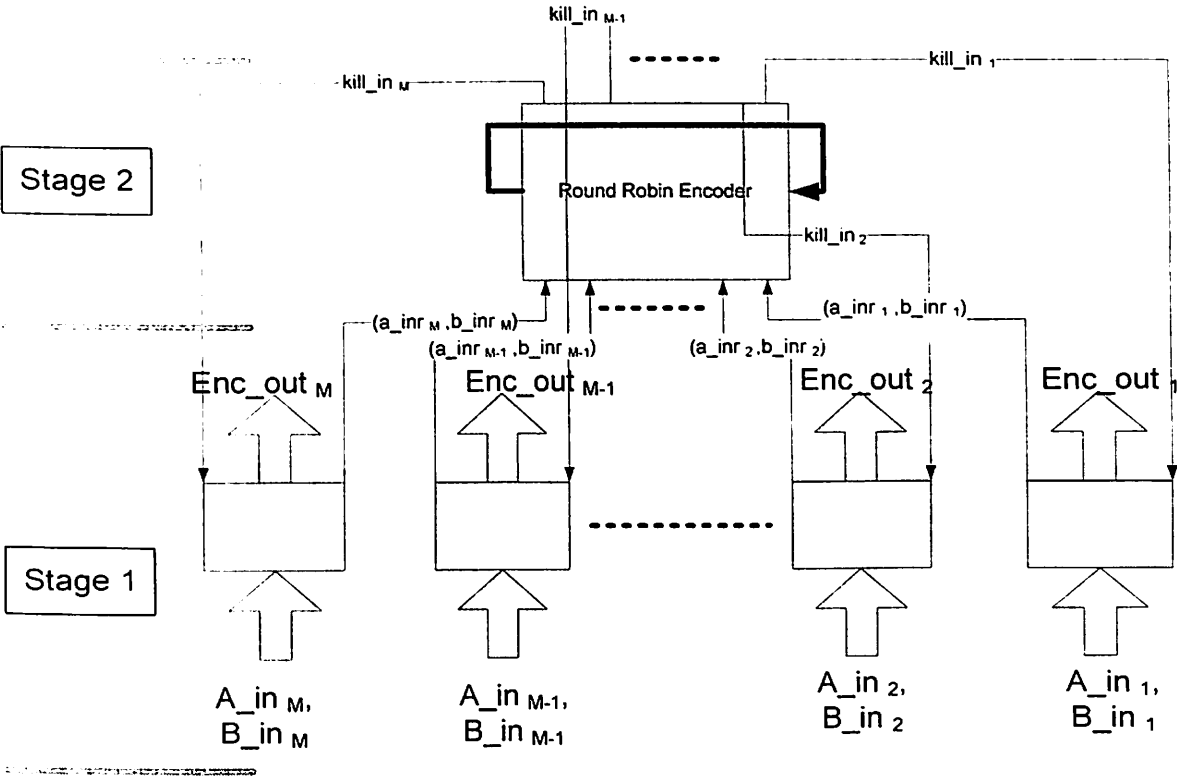 kill_in M-1
kill_in M
kill_in 1
Stage 2
Round Robin Encoder
kill_in 2
(a_inr M ,b_inr M)
(a_inr 1 ,b_inr 1)
(a_inr M-1 ,b_inr M-1)
(a_inr 2,b_inr 2)
Enc_out M
Enc_out M-1
Enc_out 2
Enc_out 1
Stage 1
A_in M,
B_in M
A_in M-1,
B_in M-1
A_in 2,
B_in 2
A_in 1,
B_in 1